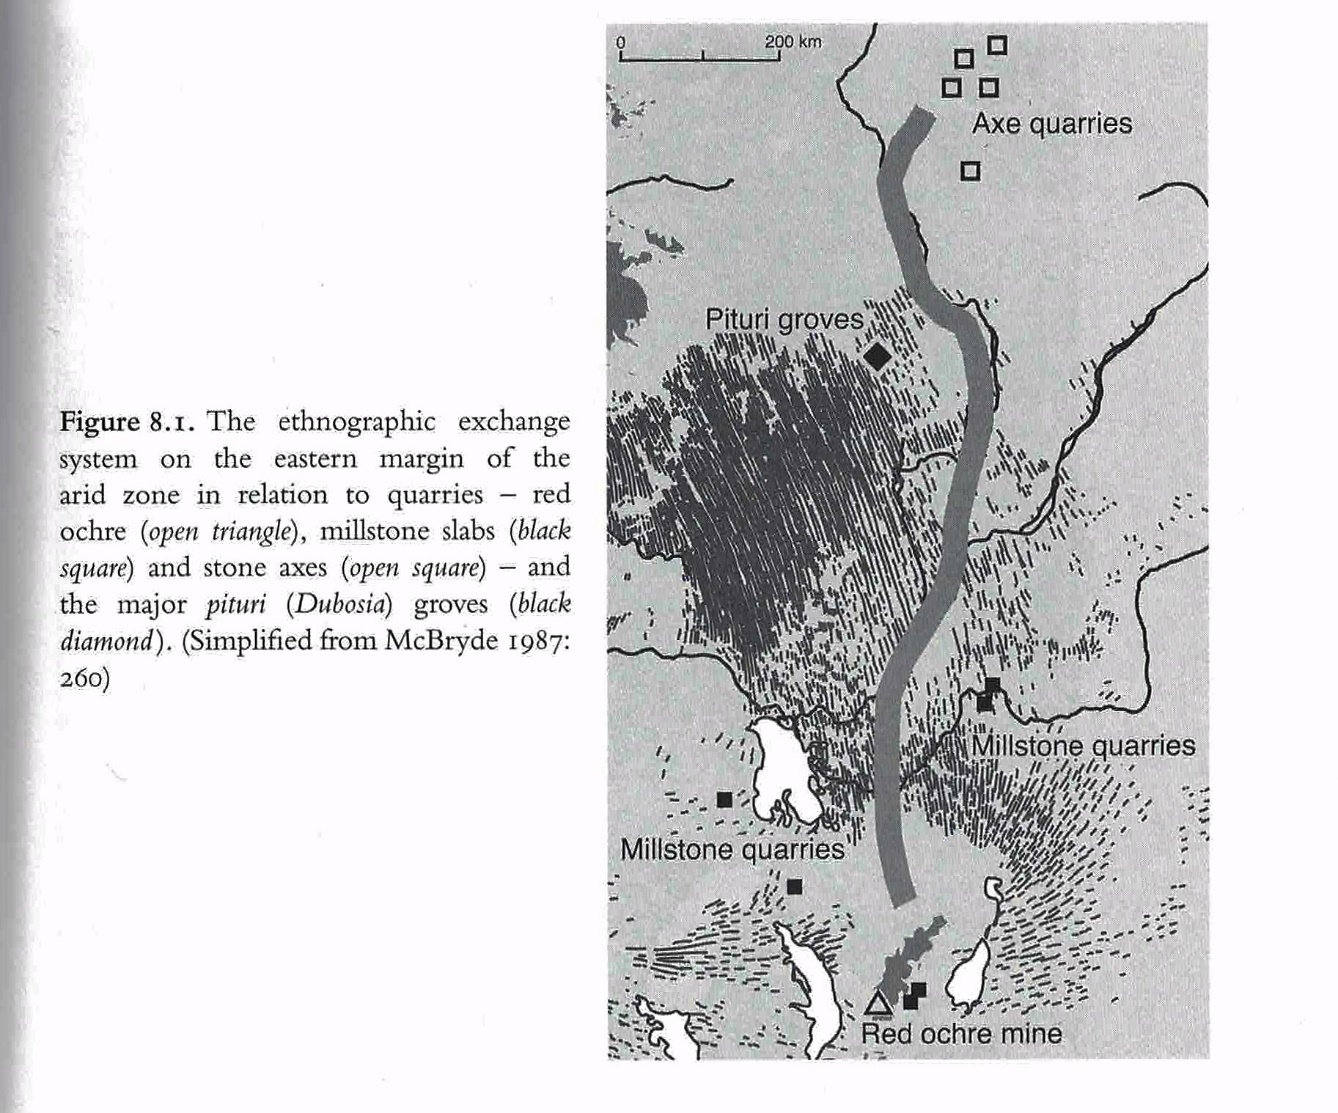 Figure 8.1. The ethnographic exchange
system on the eastern margin of the
arid zone in relation to quarries – red
ochre (open triangle), millstone slabs (black
square) and stone axes (open square) – and
the major pituri (Dubosia) groves (black
diamond). (Simplified from McBryde 1987:
260)
0 200 km
Axe quarries
Pituri groves
Millstone quarries
Millstone quarries
Red ochre mine